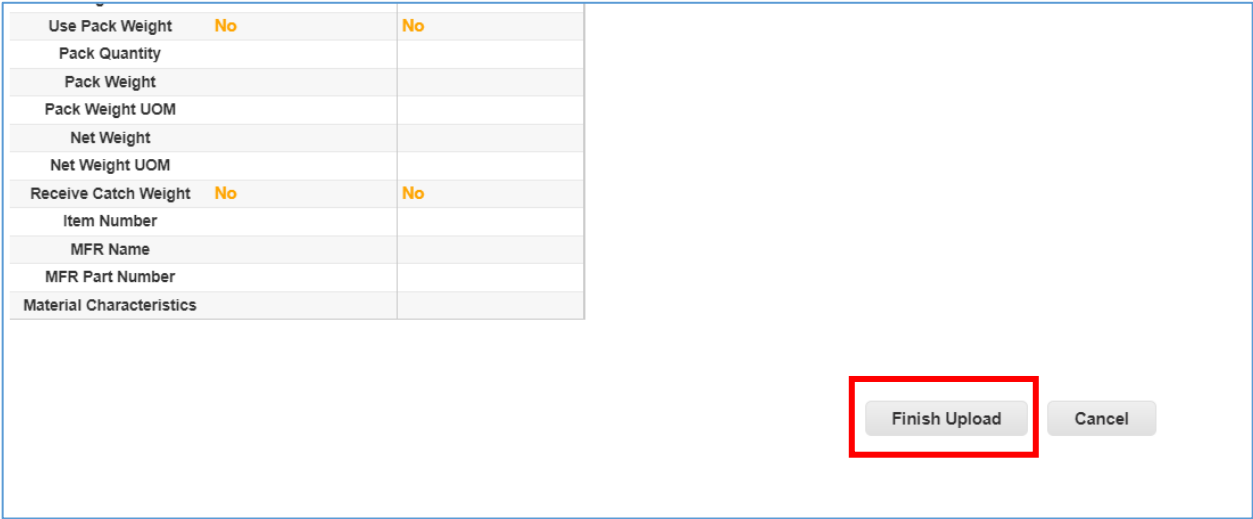 Use Pack Weight No No
Pack Quantity
Pack Weight
Pack Weight UOM
Net Weight
Net Weight UOM
Receive Catch Weight No No
Item Number
MFR Name
MFR Part Number
Material Characteristics
Finish Upload Cancel